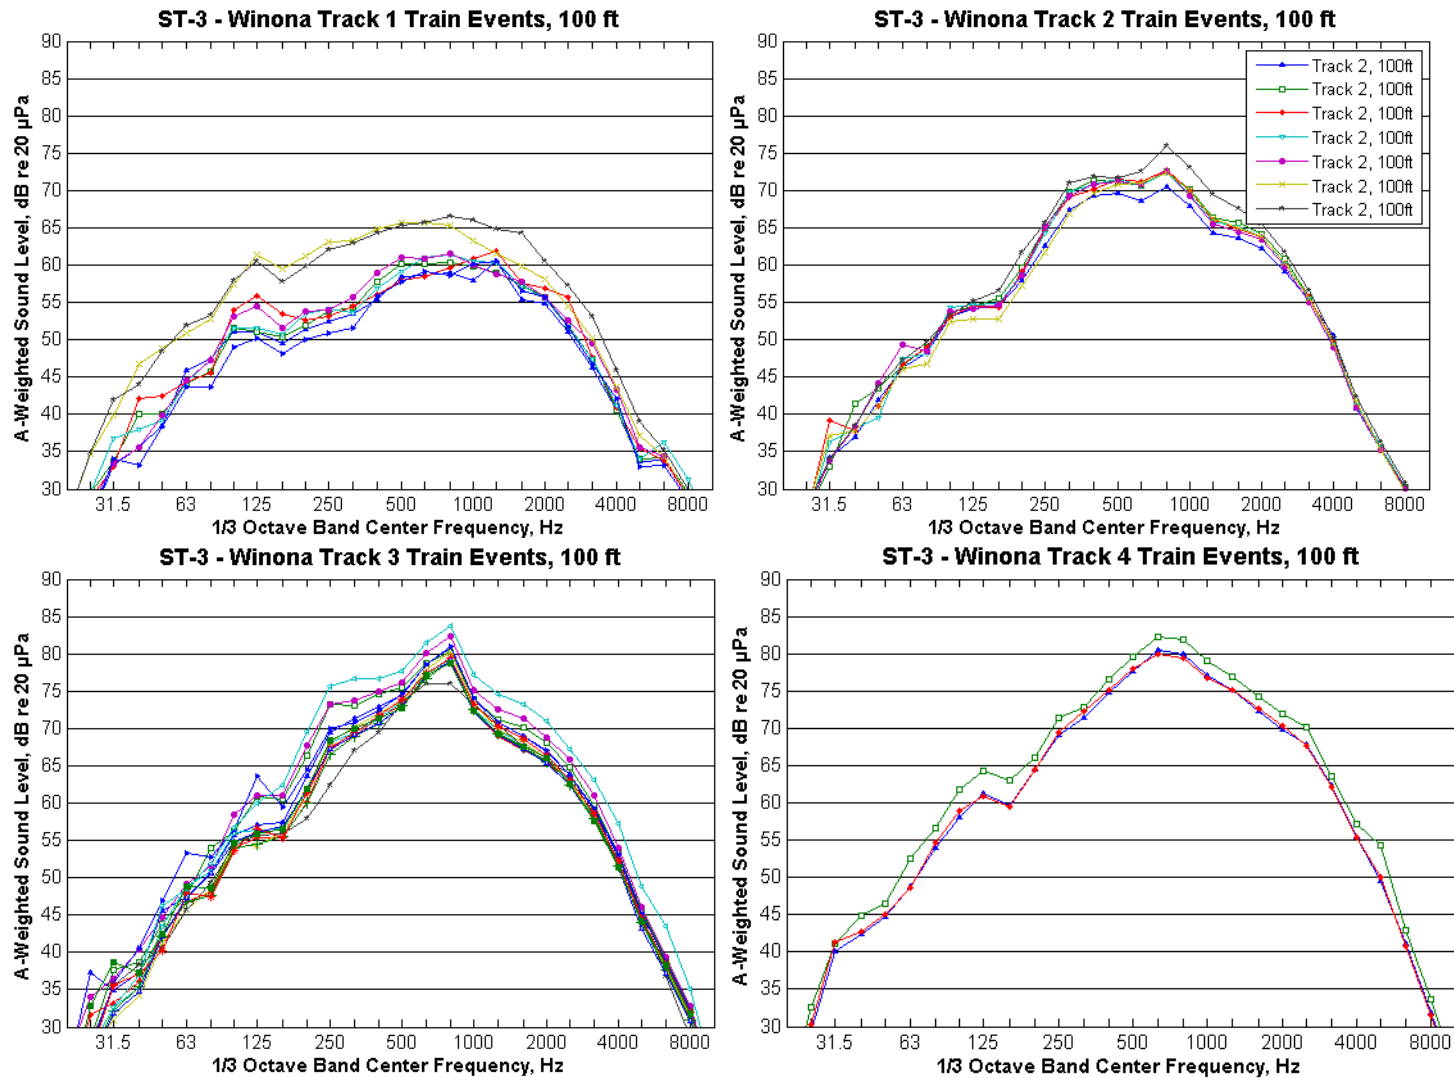 ST-3 - Winona Track 1 Train Events, 100 ft
A-Weighted Sound Level, dB re 20 µPa
90
85
80
75
70
65
60
55
50
45
40
35
30
31.5 63 125 250 500 1000 2000 4000 8000
1/3 Octave Band Center Frequency, Hz
ST-3 - Winona Track 2 Train Events, 100 ft
A-Weighted Sound Level, dB re 20 µPa
90
85
80
75
70
65
60
55
50
45
40
35
30
Track 2, 100ft
Track 2, 100ft
Track 2, 100ft
Track 2, 100ft
Track 2, 100ft
Track 2, 100ft
Track 2, 100ft
31.5 63 125 250 500 1000 2000 4000 8000
1/3 Octave Band Center Frequency, Hz
ST-3 - Winona Track 3 Train Events, 100 ft
A-Weighted Sound Level, dB re 20 µPa
90
85
80
75
70
65
60
55
50
45
40
35
30
31.5 63 125 250 500 1000 2000 4000 8000
1/3 Octave Band Center Frequency, Hz
ST-3 - Winona Track 4 Train Events, 100 ft
A-Weighted Sound Level, dB re 20 µPa
90
85
80
75
70
65
60
55
50
45
40
35
30
31.5 63 125 250 500 1000 2000 4000 8000
1/3 Octave Band Center Frequency, Hz